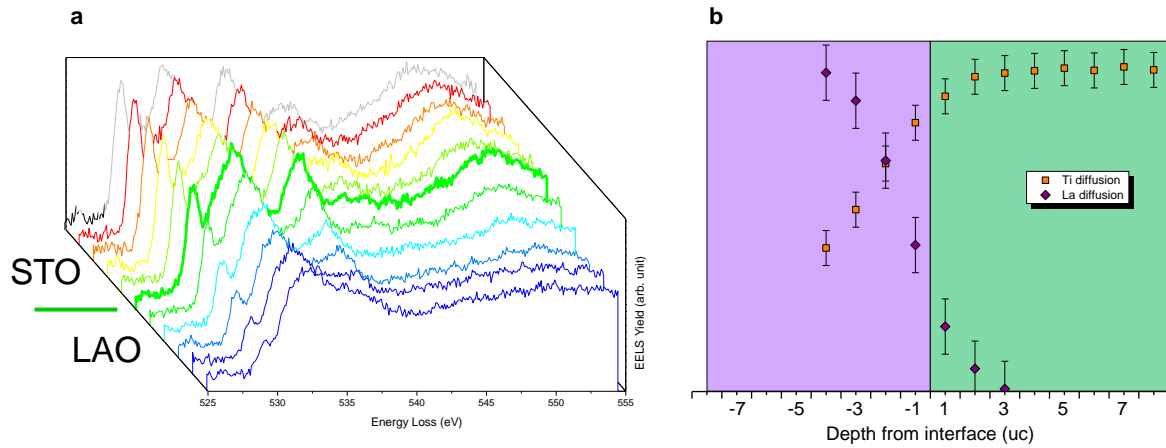 a
STO
LAO
525 530 535 540 545 550 555
Energy Loss (eV)
EELS Yield (arb. unit)
b
Ti diffusion
La diffusion
-7 -5 -3 -1 1 3 5 7
Depth from interface (uc)